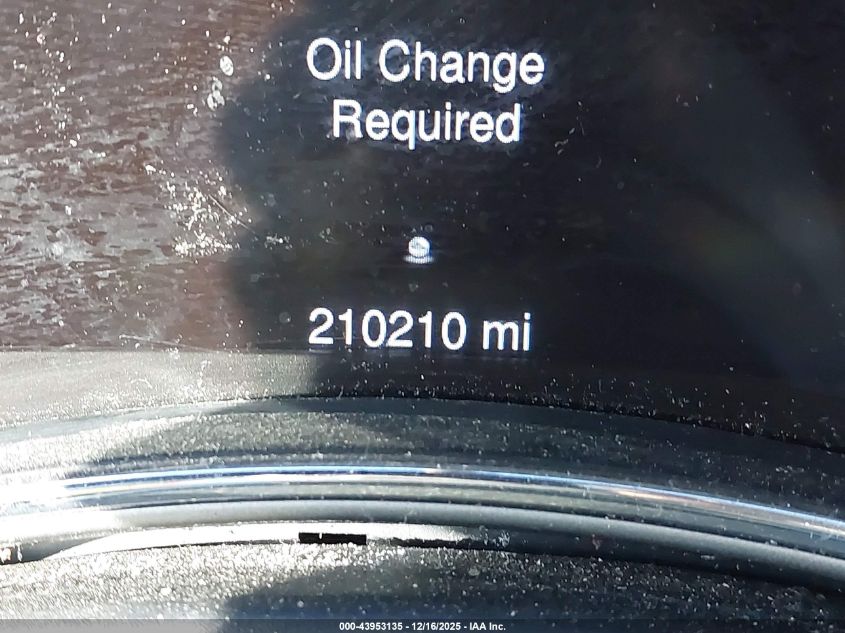 Oil Change
Required
210210 mi
000-43953135 - 12/16/2025 - IAA Inc.